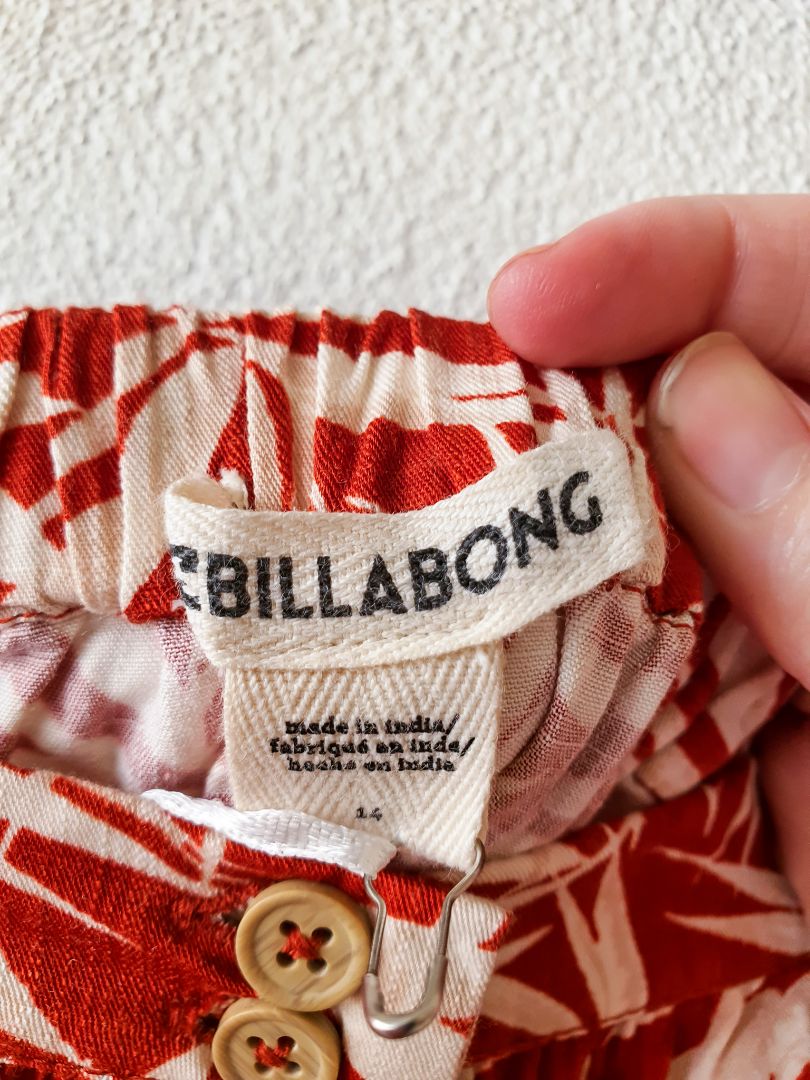 BILLABONG
made in india/
fabriqué en inde/
hecho en india
14